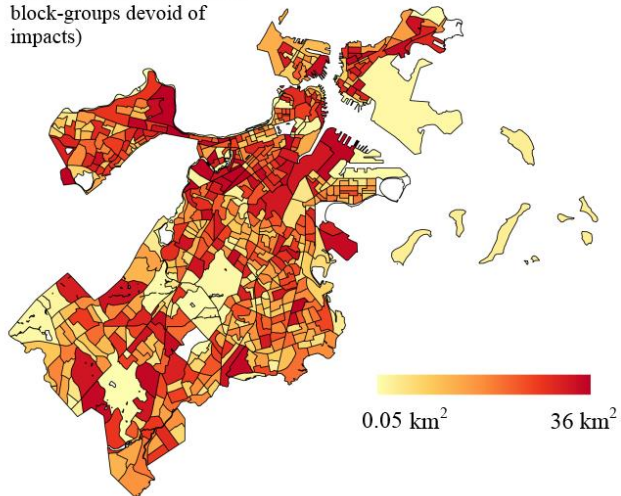 block-groups devoid of
impacts)
0.05 km²
36 km²